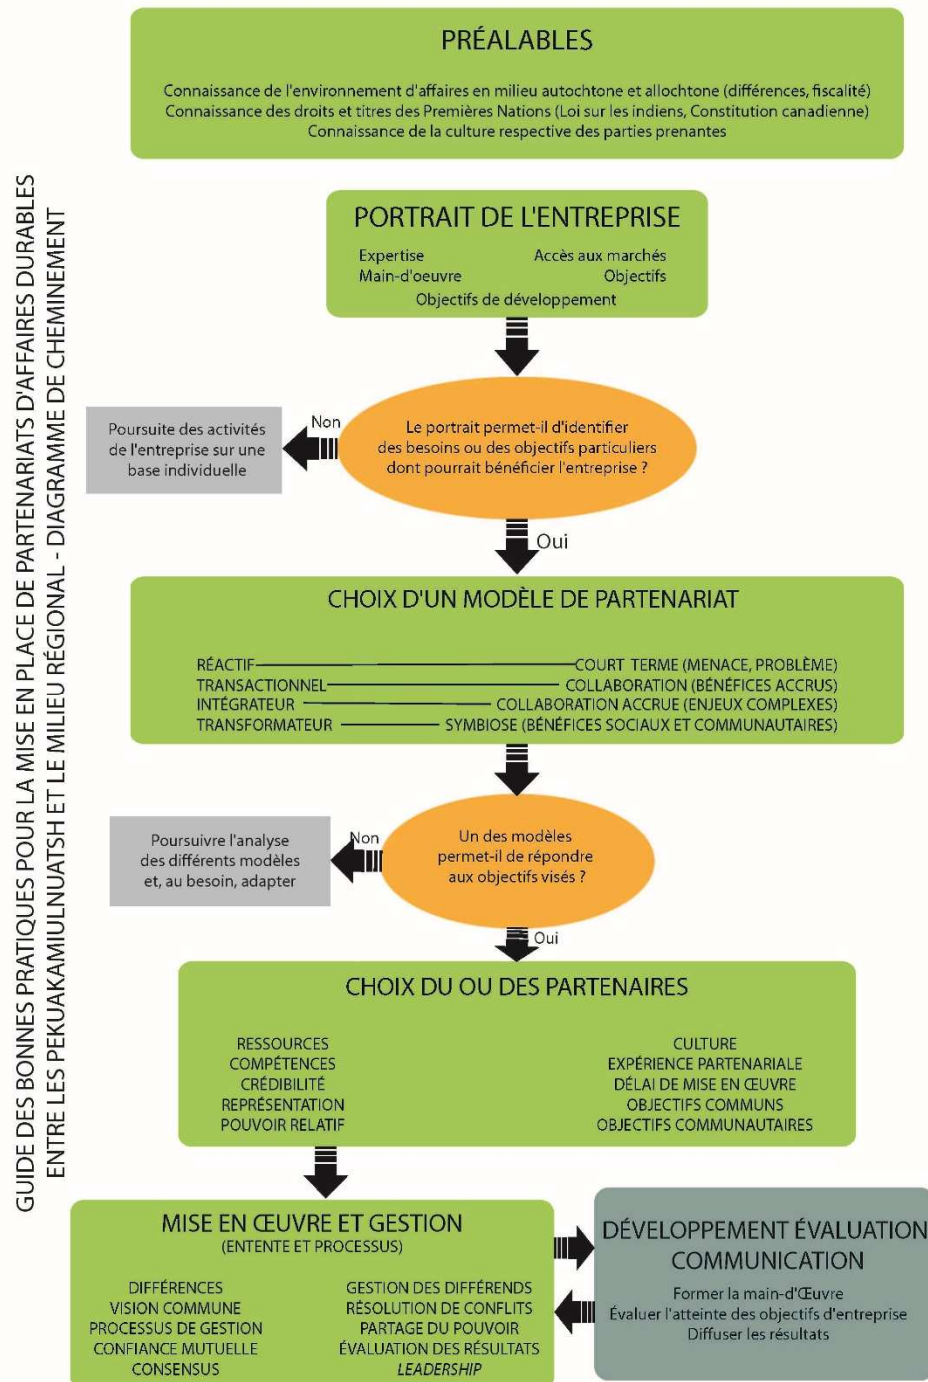 GUIDE DES BONNES PRATIQUES POUR LA MISE EN PLACE DE PARTENARIATS D'AFFAIRES DURABLES
ENTRE LES PEKUAKAMIULNUATSH ET LE MILIEU RÉGIONAL - DIAGRAMME DE CHEMINEMENT
PRÉALABLES
Connaissance de l'environnement d'affaires en milieu autochtone et allochtone (différences, fiscalité)
Connaissance des droits et titres des Premières Nations (Loi sur les indiens, Constitution canadienne)
Connaissance de la culture respective des parties prenantes
PORTRAIT DE L'ENTREPRISE
Expertise Accès aux marchés
Main-d'oeuvre Objectifs
Objectifs de développement
Le portrait permet-il d'identifier
des besoins ou des objectifs particuliers
dont pourrait bénéficier l'entreprise ?
Non
Poursuite des activités
de l'entreprise sur une
base individuelle
Oui
CHOIX D'UN MODÈLE DE PARTENARIAT
RÉACTIF COURT TERME (MENACE, PROBLÈME)
TRANSACTIONNEL COLLABORATION (BÉNÉFICES ACCRUS)
INTÉGRATEUR COLLABORATION ACCRUE (ENJEUX COMPLEXES)
TRANSFORMATEUR SYMBIOSE (BÉNÉFICES SOCIAUX ET COMMUNAUTAIRES)
Un des modèles
permet-il de répondre
aux objectifs visés ?
Non
Poursuivre l'analyse
des différents modèles
et, au besoin, adapter
Oui
CHOIX DU OU DES PARTENAIRES
RESSOURCES
COMPÉTENCES
CRÉDIBILITÉ
REPRÉSENTATION
POUVOIR RELATIF
CULTURE
EXPÉRIENCE PARTENARIALE
DÉLAI DE MISE EN ŒUVRE
OBJECTIFS COMMUNS
OBJECTIFS COMMUNAUTAIRES
MISE EN ŒUVRE ET GESTION
(ENTENTE ET PROCESSUS)
DIFFÉRENCES
VISION COMMUNE
PROCESSUS DE GESTION
CONFIANCE MUTUELLE
CONSENSUS
GESTION DES DIFFÉRENDS
RÉSOLUTION DE CONFLITS
PARTAGE DU POUVOIR
ÉVALUATION DES RÉSULTATS
LEADERSHIP
DÉVELOPPEMENT ÉVALUATION
COMMUNICATION
Former la main-d'Œuvre
Évaluer l'atteinte des objectifs d'entreprise
Diffuser les résultats